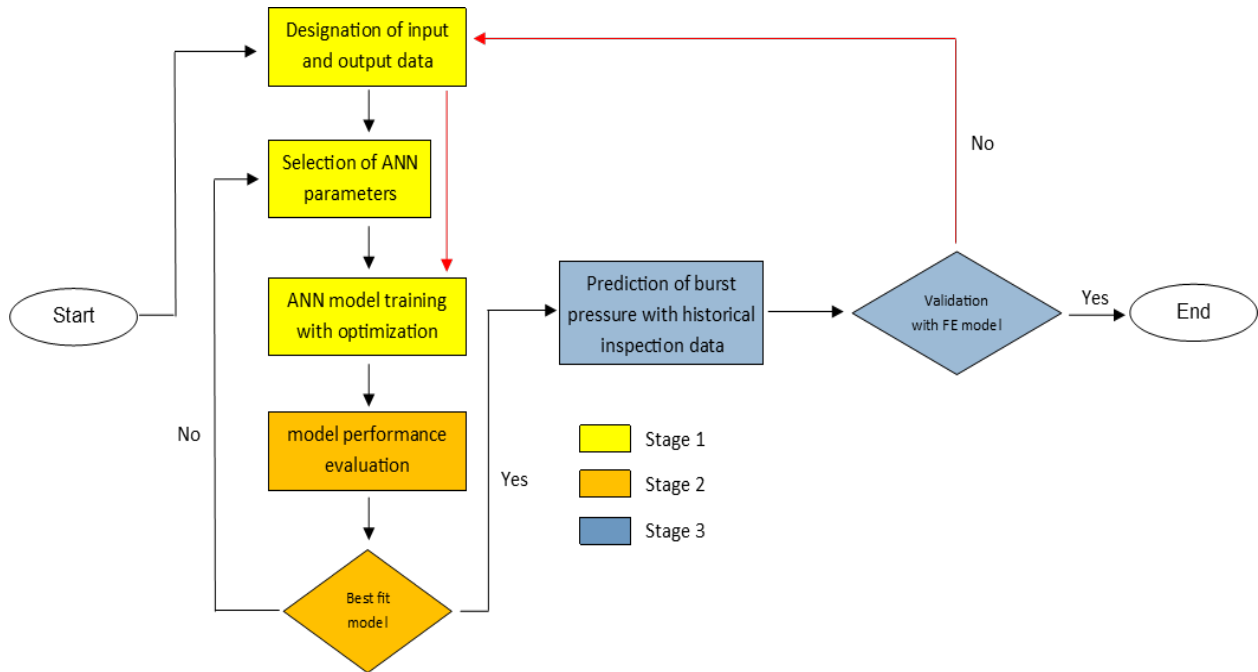 Designation of input
and output data
No
Selection of ANN
parameters
Start
ANN model training
with optimization
Prediction of burst
pressure with historical
inspection data
Validation
with FE model
Yes
End
No
model performance
evaluation
Yes
Stage 1
Stage 2
Stage 3
Best fit
model